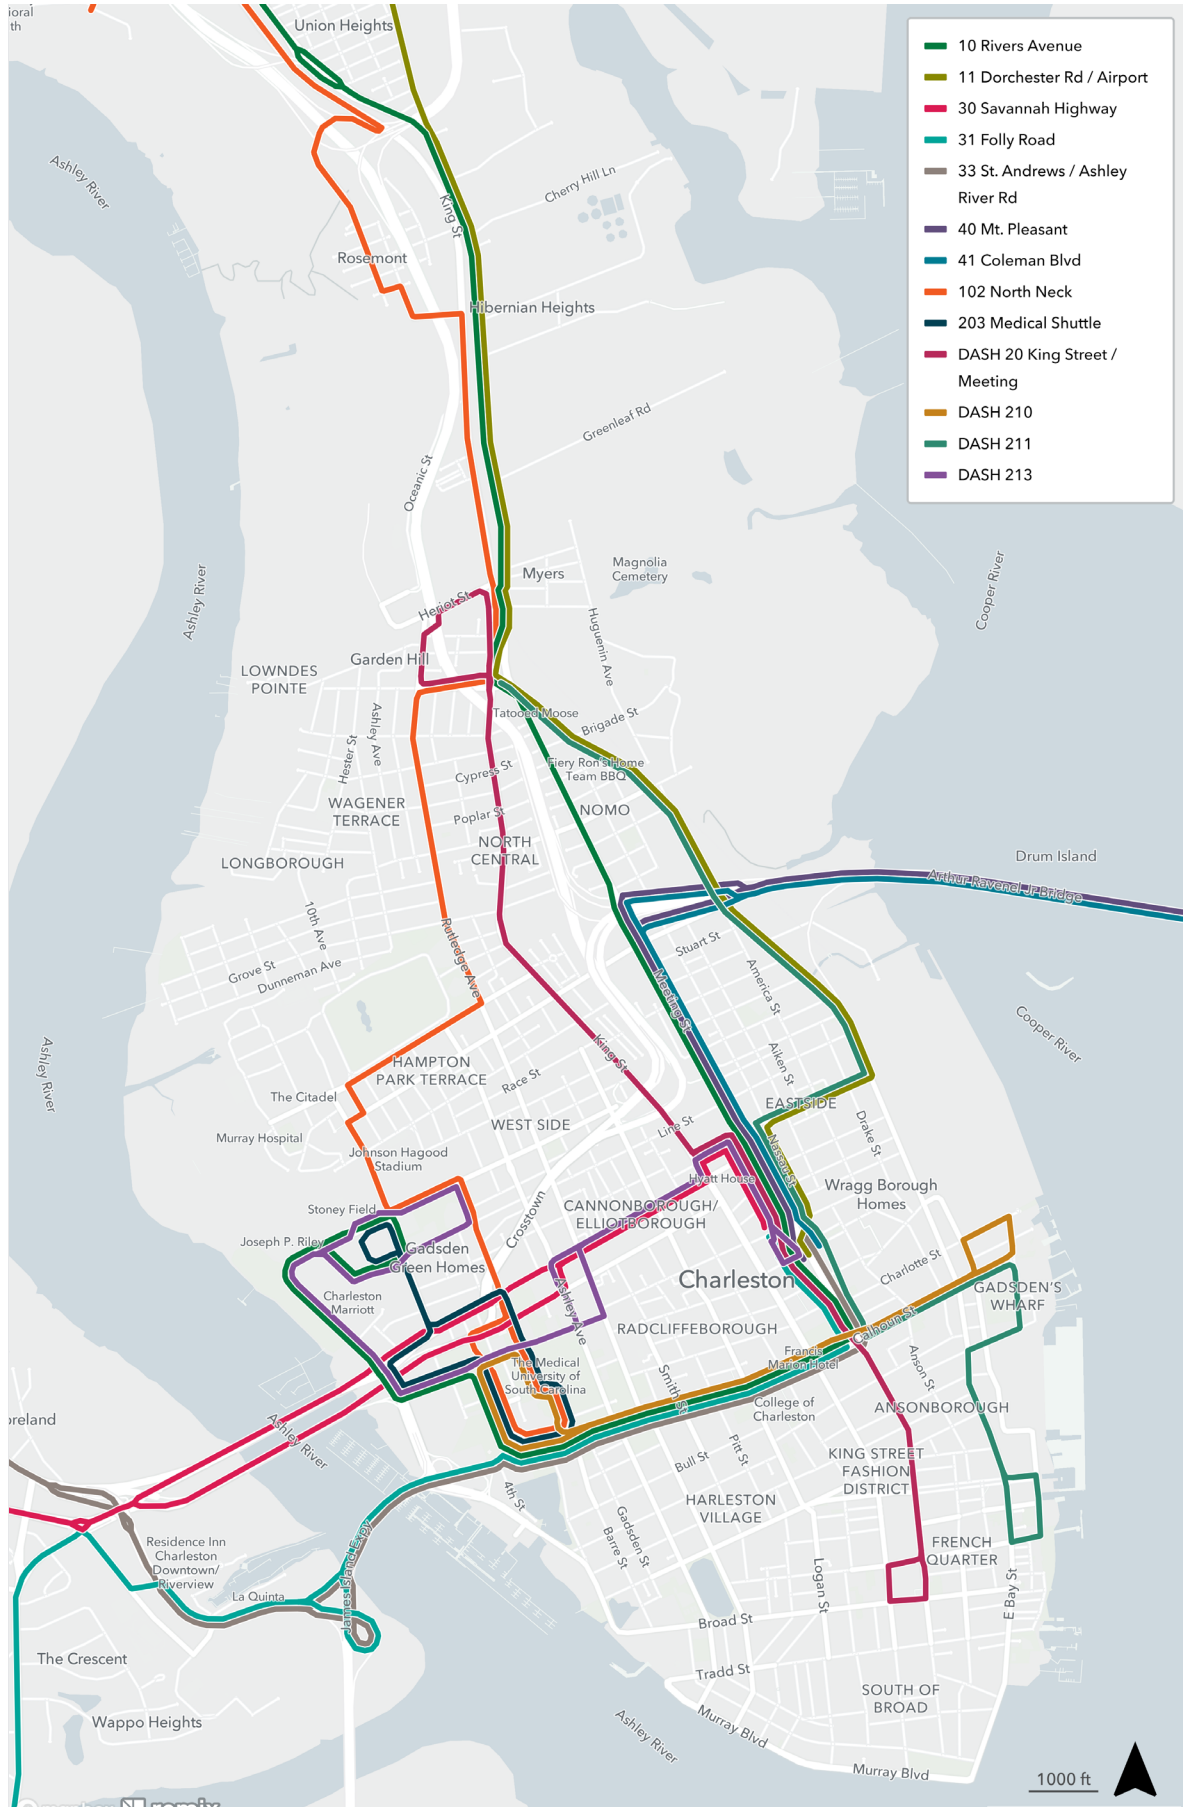 ioral
th
Union Heights
10 Rivers Avenue
11 Dorchester Rd / Airport
30 Savannah Highway
31 Folly Road
33 St. Andrews / Ashley
River Rd
40 Mt. Pleasant
41 Coleman Blvd
102 North Neck
203 Medical Shuttle
DASH 20 King Street /
Meeting
DASH 210
DASH 211
DASH 213
Ashley River
Cherry Hill Ln
King St
Rosemont
Hibernian Heights
Greenleaf Rd
Oceanic St
Myers
Magnolia
Cemetery
Cooper River
Ashley River
Heriot St
Huguenin Ave
Garden Hill
LOWNDES
POINTE
Tatooed Moose
Brigade St
Ashley Ave
Hester St
Cypress St
Fiery Ron's Home
Team BBQ
WAGENER
TERRACE
Poplar St
NOMO
NORTH
CENTRAL
LONGBOROUGH
Drum Island
Arthur Ravenel Jr Bridge
10th Ave
Rutledge Ave
Stuart St
Grove St
Dunneman Ave
America St
Meeting St
Cooper River
King St
Ashley River
HAMPTON
PARK TERRACE
Race St
Aiken St
The Citadel
EASTSIDE
WEST SIDE
Line St
Drake St
Murray Hospital
Johnson Hagood
Stadium
Nassau St
Hyatt House
Wragg Borough
Homes
Stoney Field
Crosstown
CANNONBOROUGH/
ELLIOTBOROUGH
Joseph P. Riley
Gadsden
Green Homes
Charlotte St
Charleston
Charleston
Marriott
Ashley Ave
GADSDEN'S
WHARF
RADCLIFFEBOROUGH
Calhoun St
Francis
Marion Hotel
The Medical
University of
South Carolina
Anson St
Smith St
College of
Charleston
ANSONBOROUGH
oreland
Ashley River
Bull St
Pitt St
KING STREET
FASHION
DISTRICT
4th St
HARLESTON
VILLAGE
Gadsden St
Barre St
Residence Inn
Charleston
Downtown/
Riverview
James Island Expy
FRENCH
QUARTER
La Quinta
Logan St
E Bay St
Broad St
The Crescent
Tradd St
SOUTH OF
BROAD
Wappo Heights
Murray Blvd
Ashley River
Murray Blvd
1000 ft